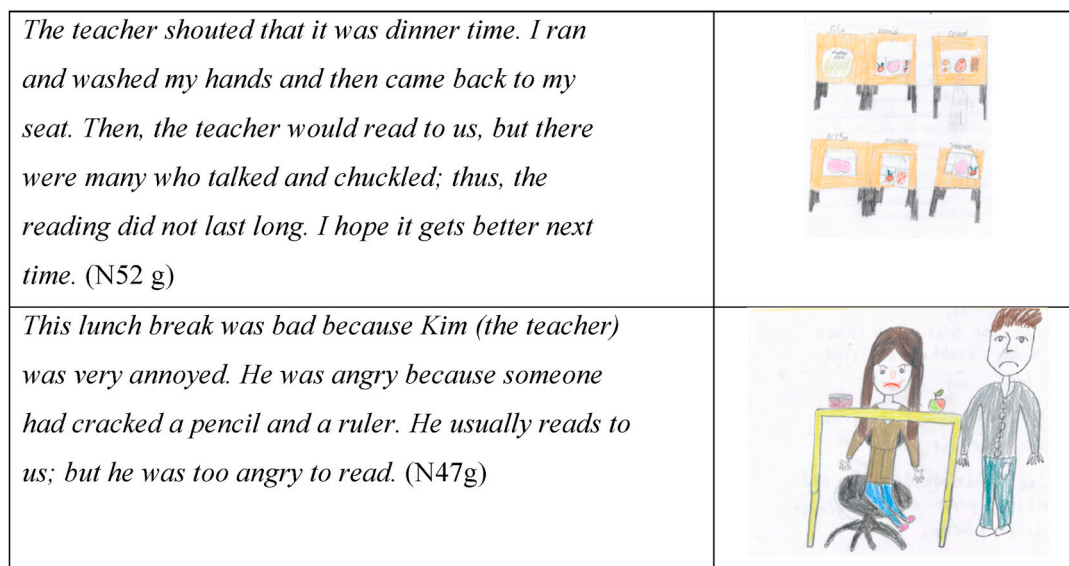 The teacher shouted that it was dinner time. I ran
and washed my hands and then came back to my
seat. Then, the teacher would read to us, but there
were many who talked and chuckled; thus, the
reading did not last long. I hope it gets better next
time. (N52 g)
This lunch break was bad because Kim (the teacher)
was very annoyed. He was angry because someone
had cracked a pencil and a ruler. He usually reads to
us; but he was too angry to read. (N47g)